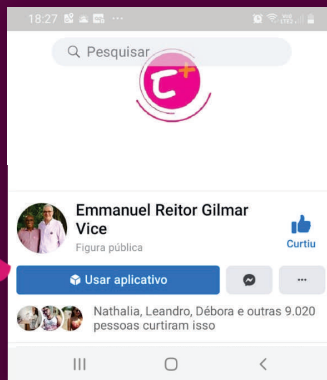 18:27
Pesquisar
C+
Emmanuel Reitor Gilmar
Vice
Figura pública
Curtiu
Usar aplicativo
Nathalia, Leandro, Débora e outras 9.020
pessoas curtiram isso